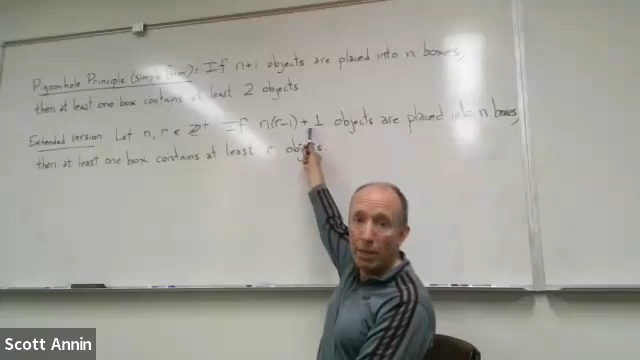 Pigeonhole Principle (simple form): If n+1 objects are placed into n boxes,
then at least one box contains at least 2 objects
Extended version Let n, r ∈ ℤ⁺ If n(r-1)+1 objects are placed into n boxes,
then at least one box contains at least r objects.
Scott Annin